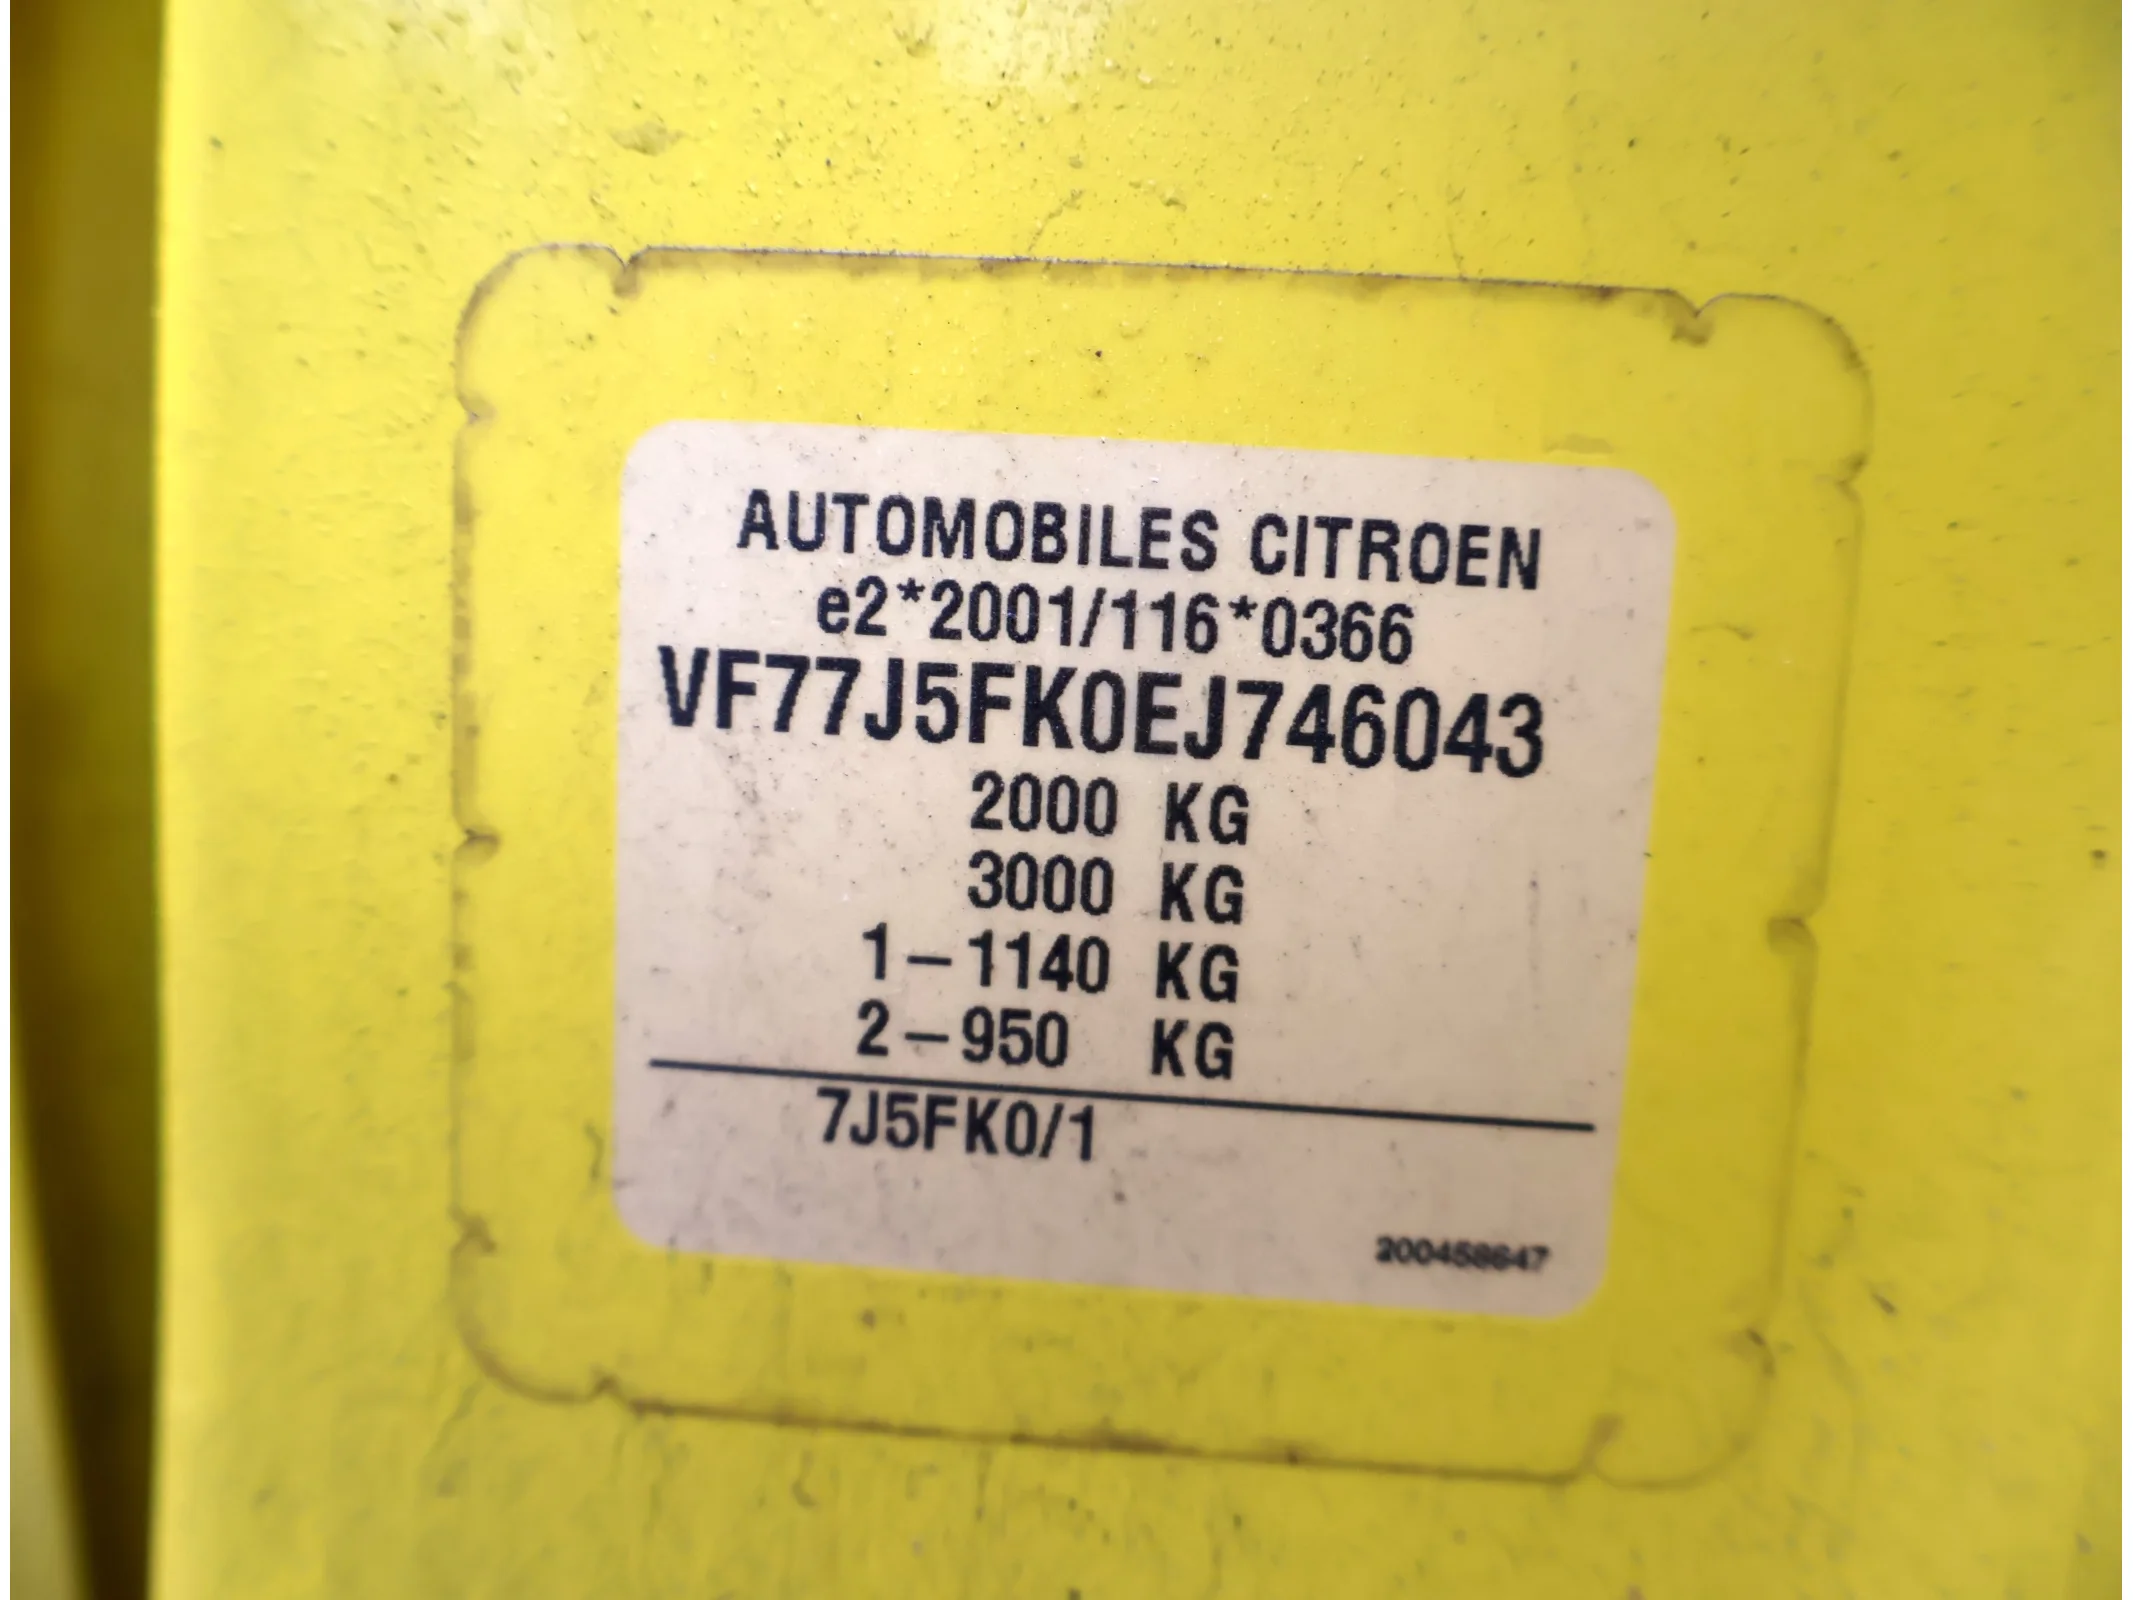 AUTOMOBILES CITROEN
e2*2001/116*0366
VF77J5FK0EJ746043
2000 KG
3000 KG
1-1140 KG
2-950 KG
7J5FK0/1
200458647